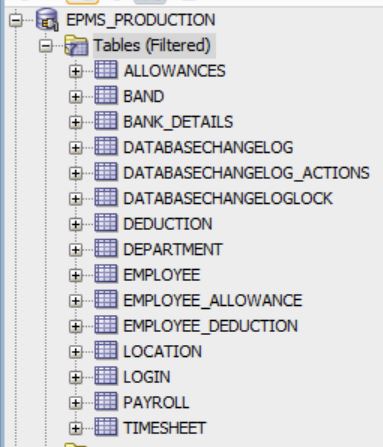 EPMS_PRODUCTION
Tables (Filtered)
ALLOWANCES
BAND
BANK_DETAILS
DATABASECHANGELOG
DATABASECHANGELOG_ACTIONS
DATABASECHANGELOGLOCK
DEDUCTION
DEPARTMENT
EMPLOYEE
EMPLOYEE_ALLOWANCE
EMPLOYEE_DEDUCTION
LOCATION
LOGIN
PAYROLL
TIMESHEET